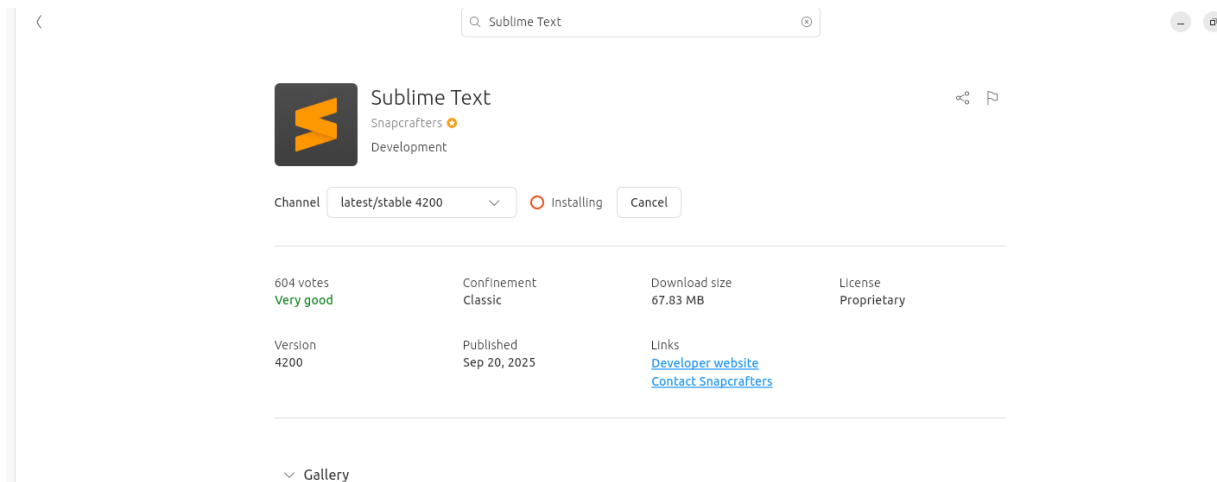 Sublime Text
Sublime Text
Snapcrafters
Development
Channel latest/stable 4200 Installing Cancel
604 votes Confinement Download size License
Very good Classic 67.83 MB Proprietary
Version Published Links
4200 Sep 20, 2025 Developer website
Contact Snapcrafters
Gallery